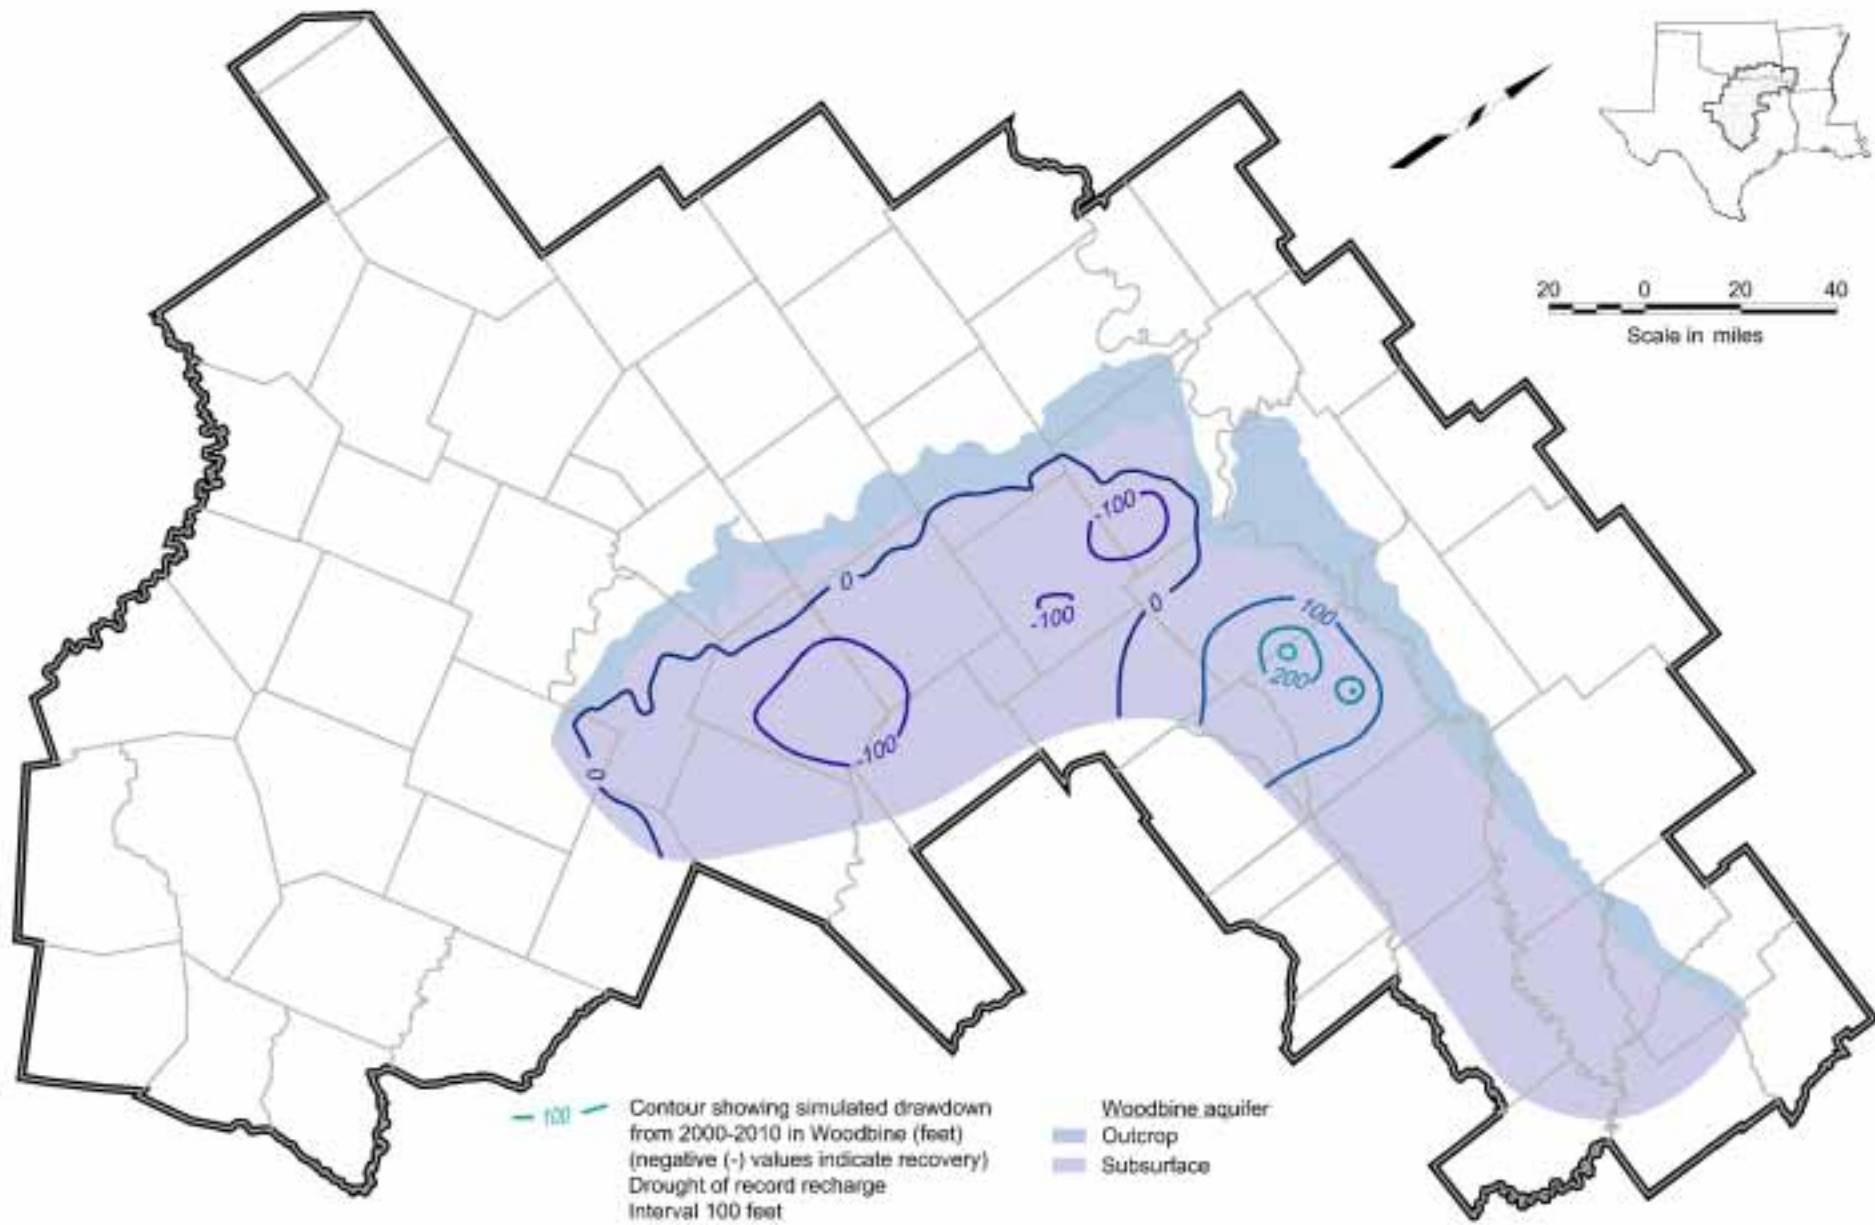 20 0 20 40
Scale in miles
-100
0
-100
0
100
200
-100
0
100
Contour showing simulated drawdown
from 2000-2010 in Woodbine (feet)
(negative (-) values indicate recovery)
Drought of record recharge
Interval 100 feet
Woodbine aquifer
Outcrop
Subsurface